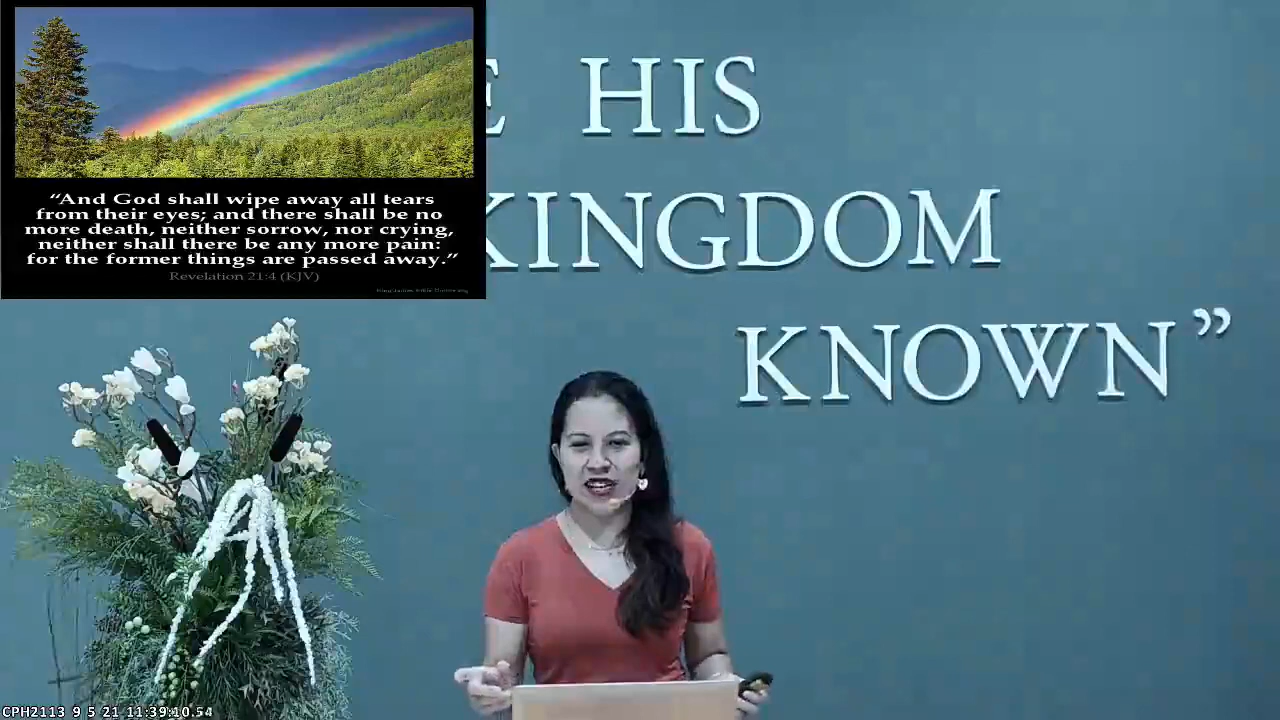 “And God shall wipe away all tears
from their eyes; and there shall be no
more death, neither sorrow, nor crying,
neither shall there be any more pain:
for the former things are passed away.”
Revelation 21:4 (KJV)
E HIS
KINGDOM
KNOWN”
CPH2113 9 5 21 11:39:10.54